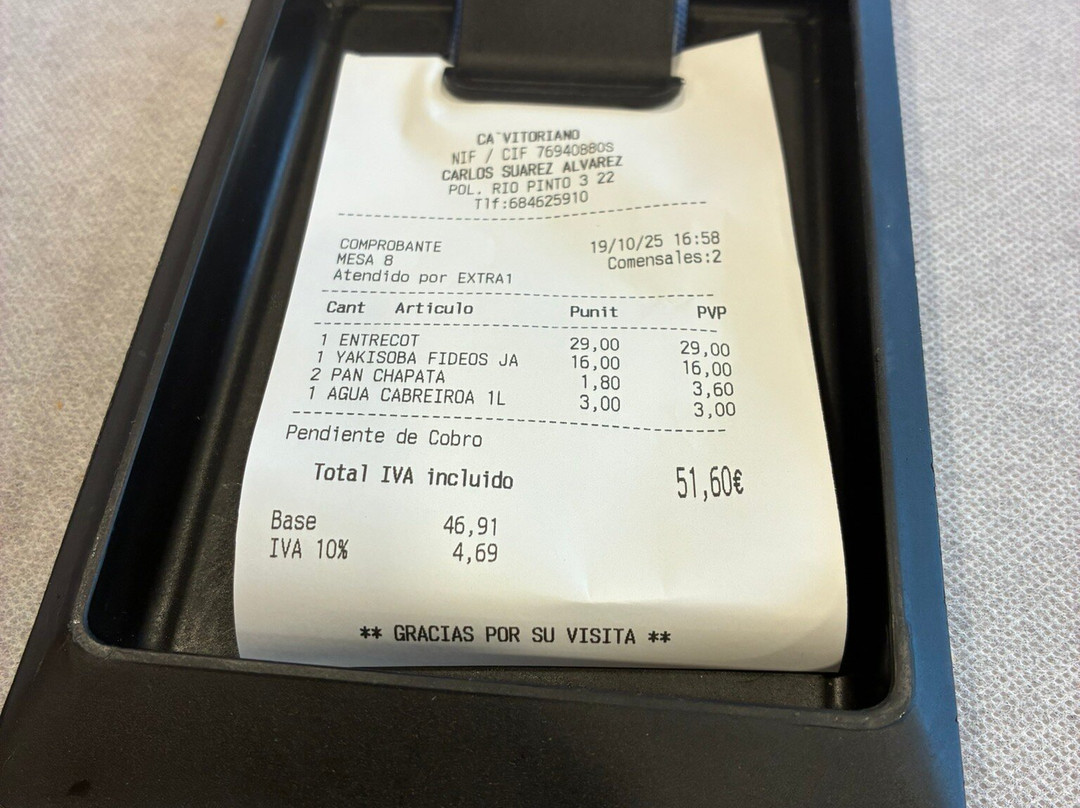 CA¨VITORIANO
NIF / CIF 76940880S
CARLOS SUAREZ ALVAREZ
POL. RIO PINTO 3 22
Tlf:684625910
COMPROBANTE 19/10/25 16:58
MESA 8 Comensales:2
Atendido por EXTRA1
Cant Articulo Punit PVP
1 ENTRECOT 29,00 29,00
1 YAKISOBA FIDEOS JA 16,00 16,00
2 PAN CHAPATA 1,80 3,60
1 AGUA CABREIROA 1L 3,00 3,00
Pendiente de Cobro
Total IVA incluido 51,60€
Base 46,91
IVA 10% 4,69
** GRACIAS POR SU VISITA **